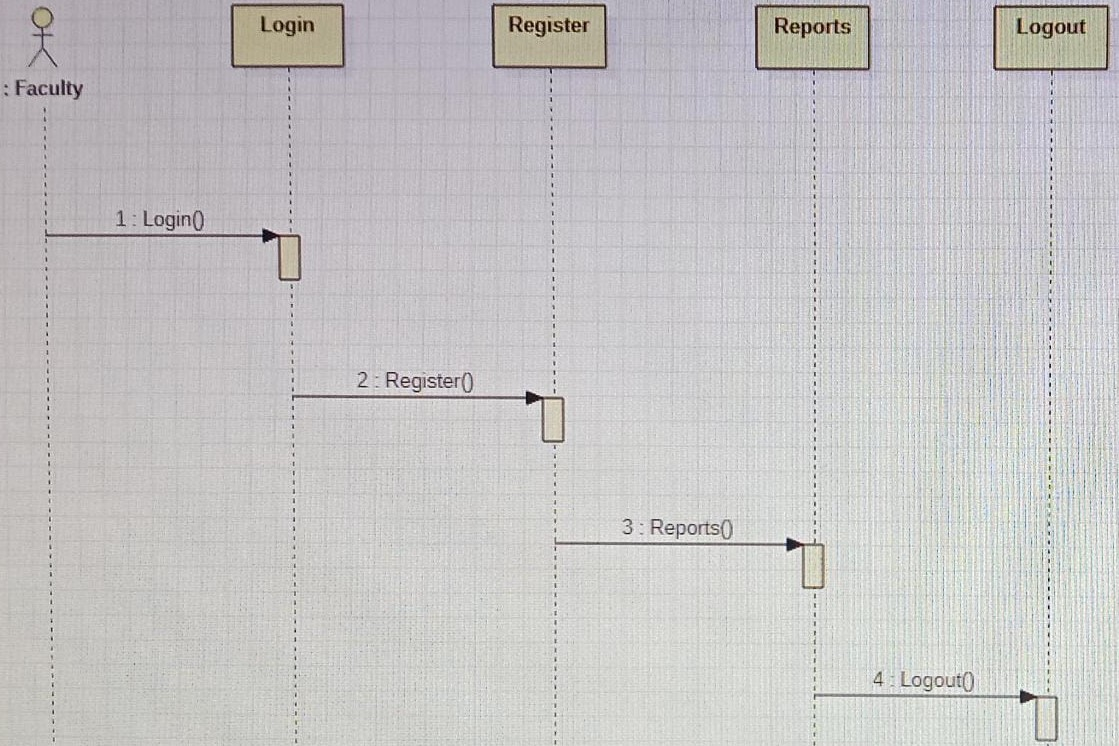 Login
Register
Reports
Logout
: Faculty
1 : Login()
2 : Register()
3 : Reports()
4 : Logout()